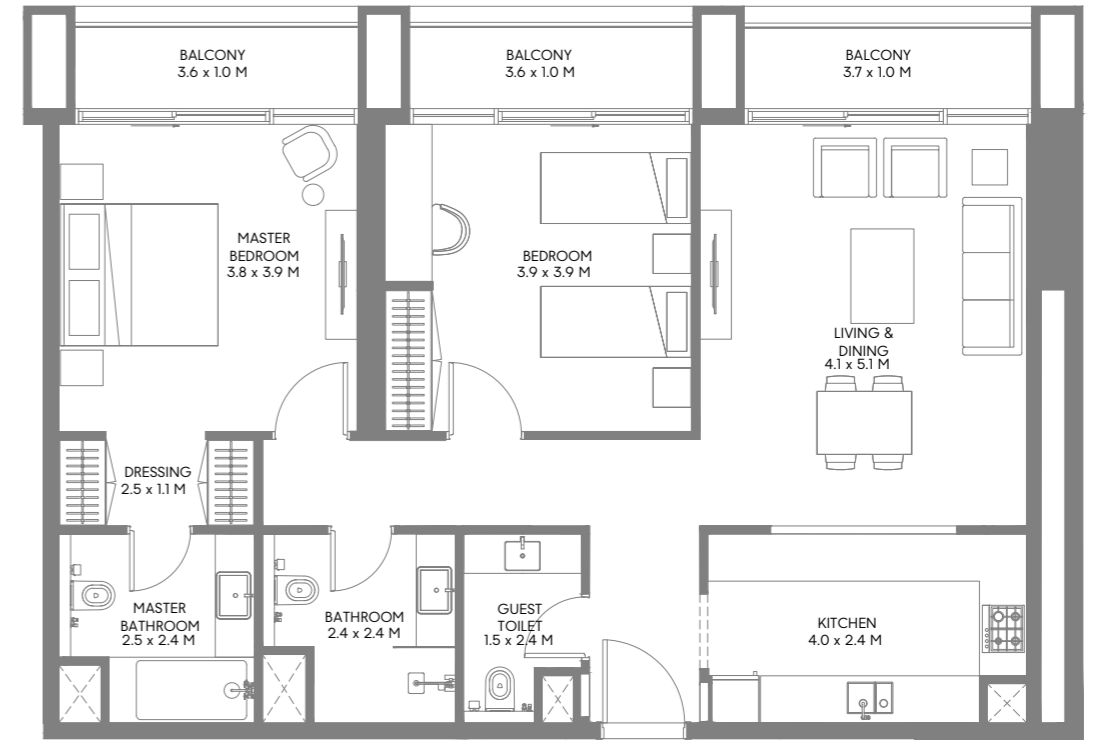 BALCONY
3.6 x 1.0 M
BALCONY
3.6 x 1.0 M
BALCONY
3.7 x 1.0 M
MASTER
BEDROOM
3.8 x 3.9 M
BEDROOM
3.9 x 3.9 M
LIVING &
DINING
4.1 x 5.1 M
DRESSING
2.5 x 1.1 M
MASTER
BATHROOM
2.5 x 2.4 M
BATHROOM
2.4 x 2.4 M
GUEST
TOILET
1.5 x 2.4 M
KITCHEN
4.0 x 2.4 M